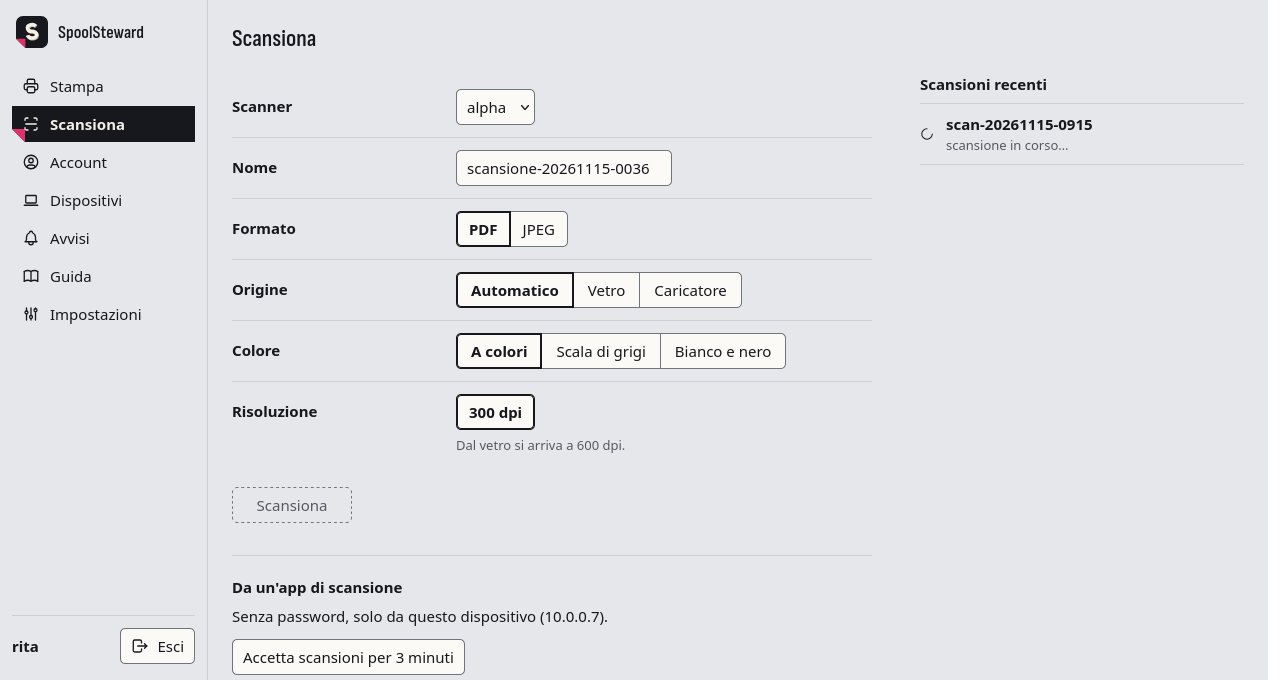 SpoolSteward
Stampa
Scansiona
Account
Dispositivi
Avvisi
Guida
Impostazioni
rita
Esci
Scansiona
Scanner
alpha
Nome
scansione-20261115-0036
Formato
PDF JPEG
Origine
Automatico Vetro Caricatore
Colore
A colori Scala di grigi Bianco e nero
Risoluzione
300 dpi
Dal vetro si arriva a 600 dpi.
Scansiona
Da un'app di scansione
Senza password, solo da questo dispositivo (10.0.0.7).
Accetta scansioni per 3 minuti
Scansioni recenti
scan-20261115-0915
scansione in corso…